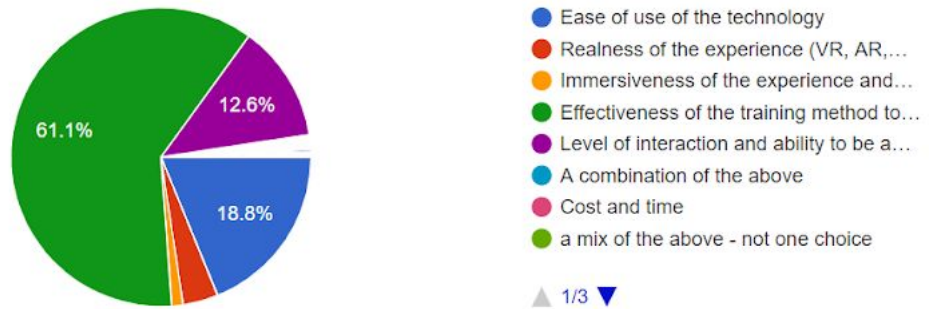 61.1%
12.6%
18.8%
Ease of use of the technology
Realness of the experience (VR, AR,...
Immersiveness of the experience and...
Effectiveness of the training method to...
Level of interaction and ability to be a...
A combination of the above
Cost and time
a mix of the above - not one choice
1/3